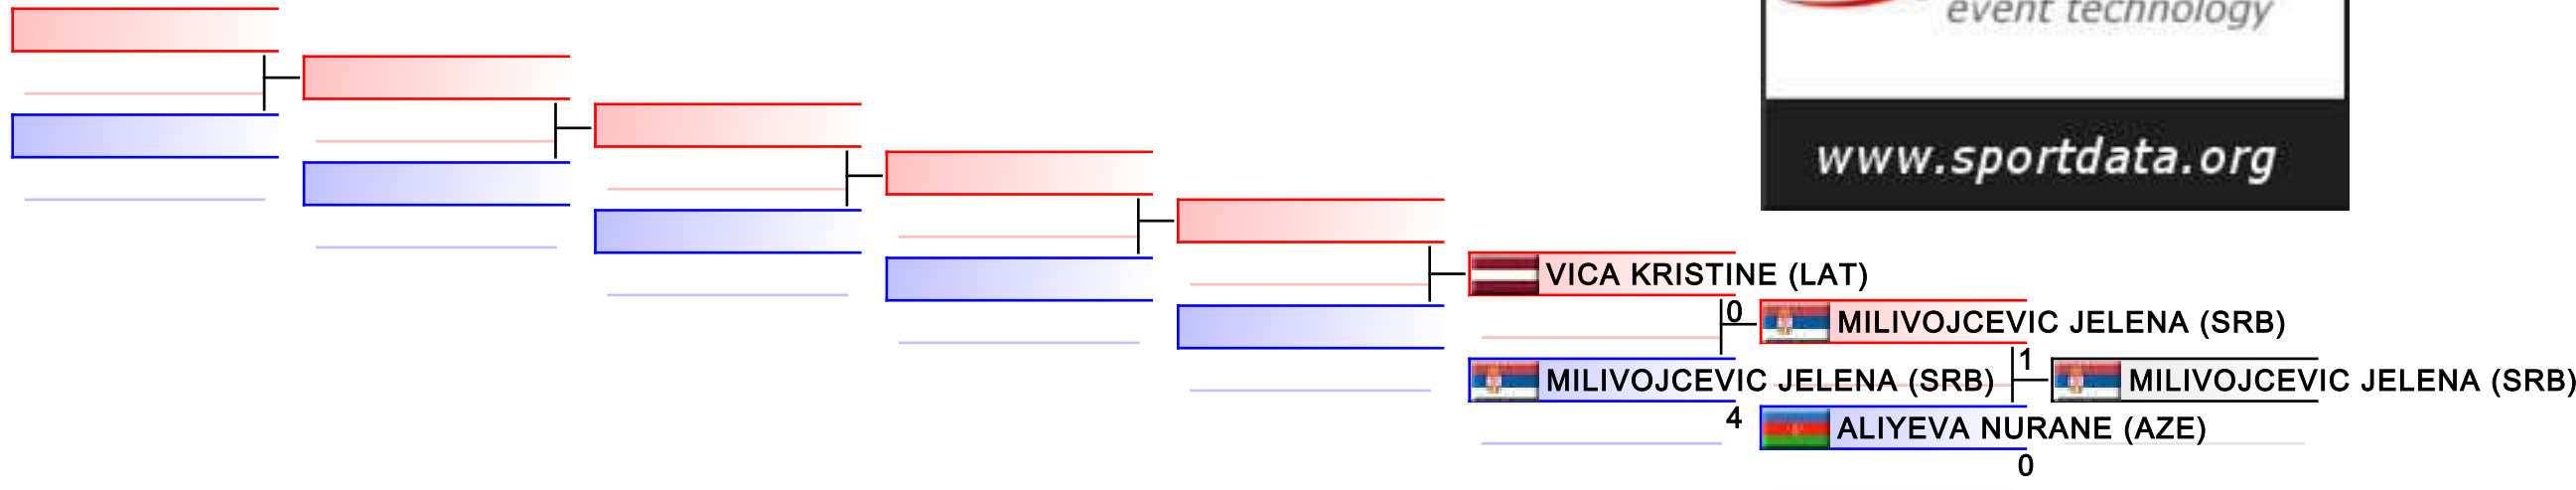 event technology
www.sportdata.org
VICA KRISTINE (LAT)
0
MILIVOJCEVIC JELENA (SRB)
4
MILIVOJCEVIC JELENA (SRB)
1
ALIYEVA NURANE (AZE)
0
MILIVOJCEVIC JELENA (SRB)